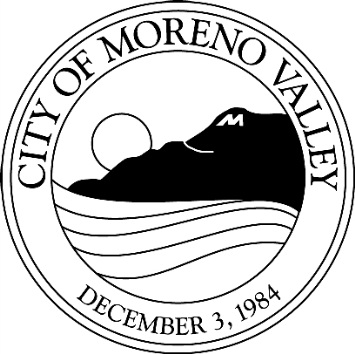 CITY OF MORENO VALLEY
M
DECEMBER 3, 1984